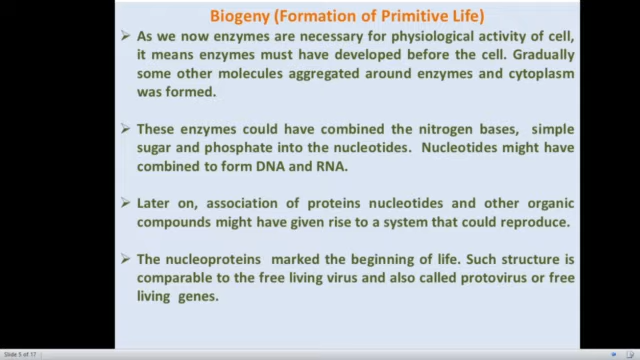 Biogeny (Formation of Primitive Life)
➢ As we now enzymes are necessary for physiological activity of cell,
it means enzymes must have developed before the cell. Gradually
some other molecules aggregated around enzymes and cytoplasm
was formed.
➢ These enzymes could have combined the nitrogen bases, simple
sugar and phosphate into the nucleotides. Nucleotides might have
combined to form DNA and RNA.
➢ Later on, association of proteins nucleotides and other organic
compounds might have given rise to a system that could reproduce.
➢ The nucleoproteins marked the beginning of life. Such structure is
comparable to the free living virus and also called protovirus or free
living genes.
Slide 5 of 17